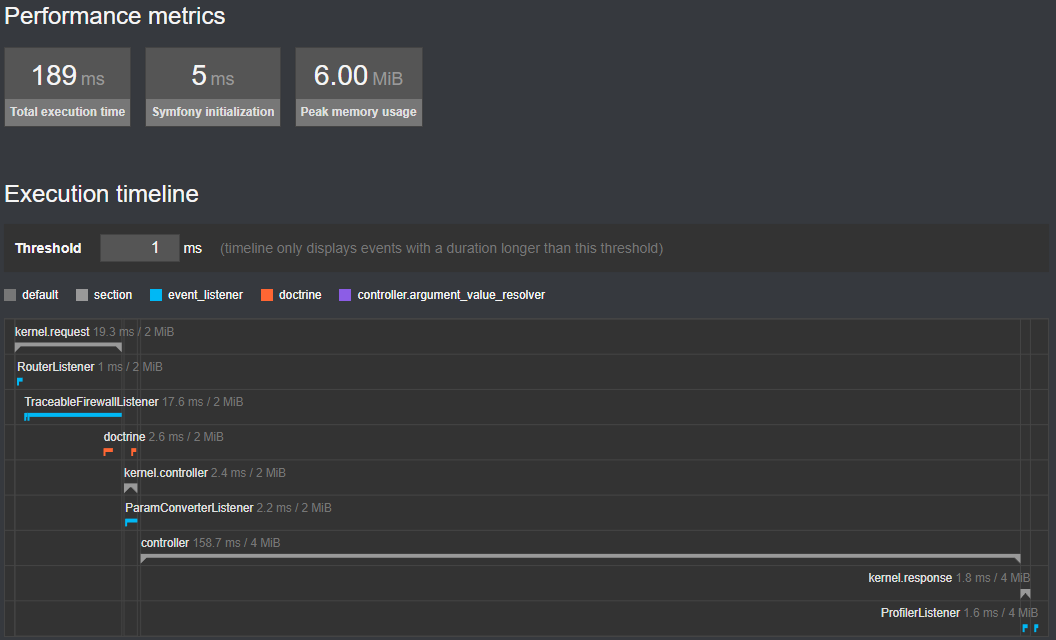 Performance metrics
189 ms 5 ms 6.00 MiB
Total execution time Symfony initialization Peak memory usage
Execution timeline
Threshold 1 ms (timeline only displays events with a duration longer than this threshold)
default section event_listener doctrine controller.argument_value_resolver
kernel.request 19.3 ms / 2 MiB
RouterListener 1 ms / 2 MiB
TraceableFirewallListener 17.6 ms / 2 MiB
doctrine 2.6 ms / 2 MiB
kernel.controller 2.4 ms / 2 MiB
ParamConverterListener 2.2 ms / 2 MiB
controller 158.7 ms / 4 MiB
kernel.response 1.8 ms / 4 MiB
ProfilerListener 1.6 ms / 4 MiB